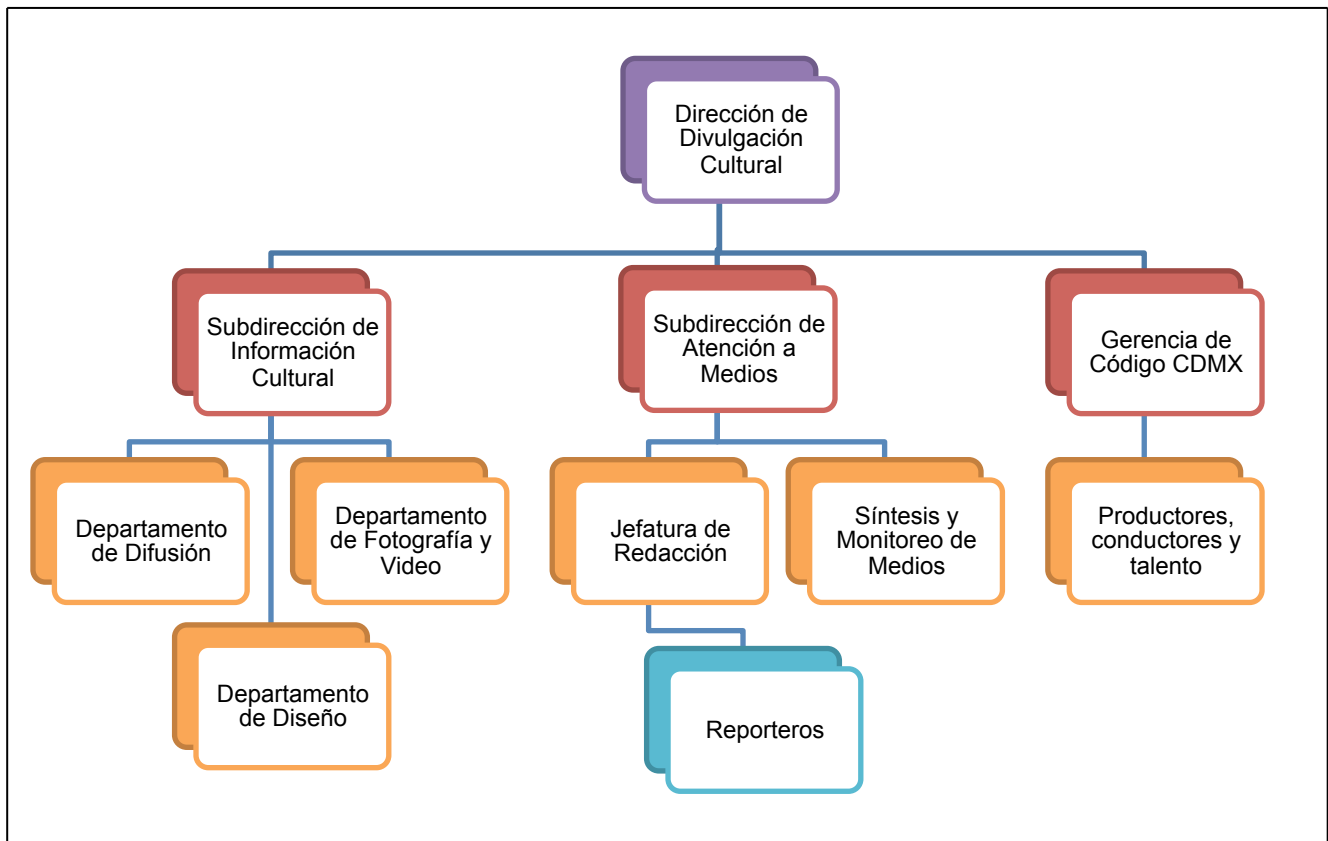 Dirección de
Divulgación
Cultural
Subdirección de
Información
Cultural
Subdirección de
Atención a
Medios
Gerencia de
Código CDMX
Departamento
de Difusión
Departamento
de Fotografía y
Video
Jefatura de
Redacción
Síntesis y
Monitoreo de
Medios
Productores,
conductores y
talento
Departamento
de Diseño
Reporteros